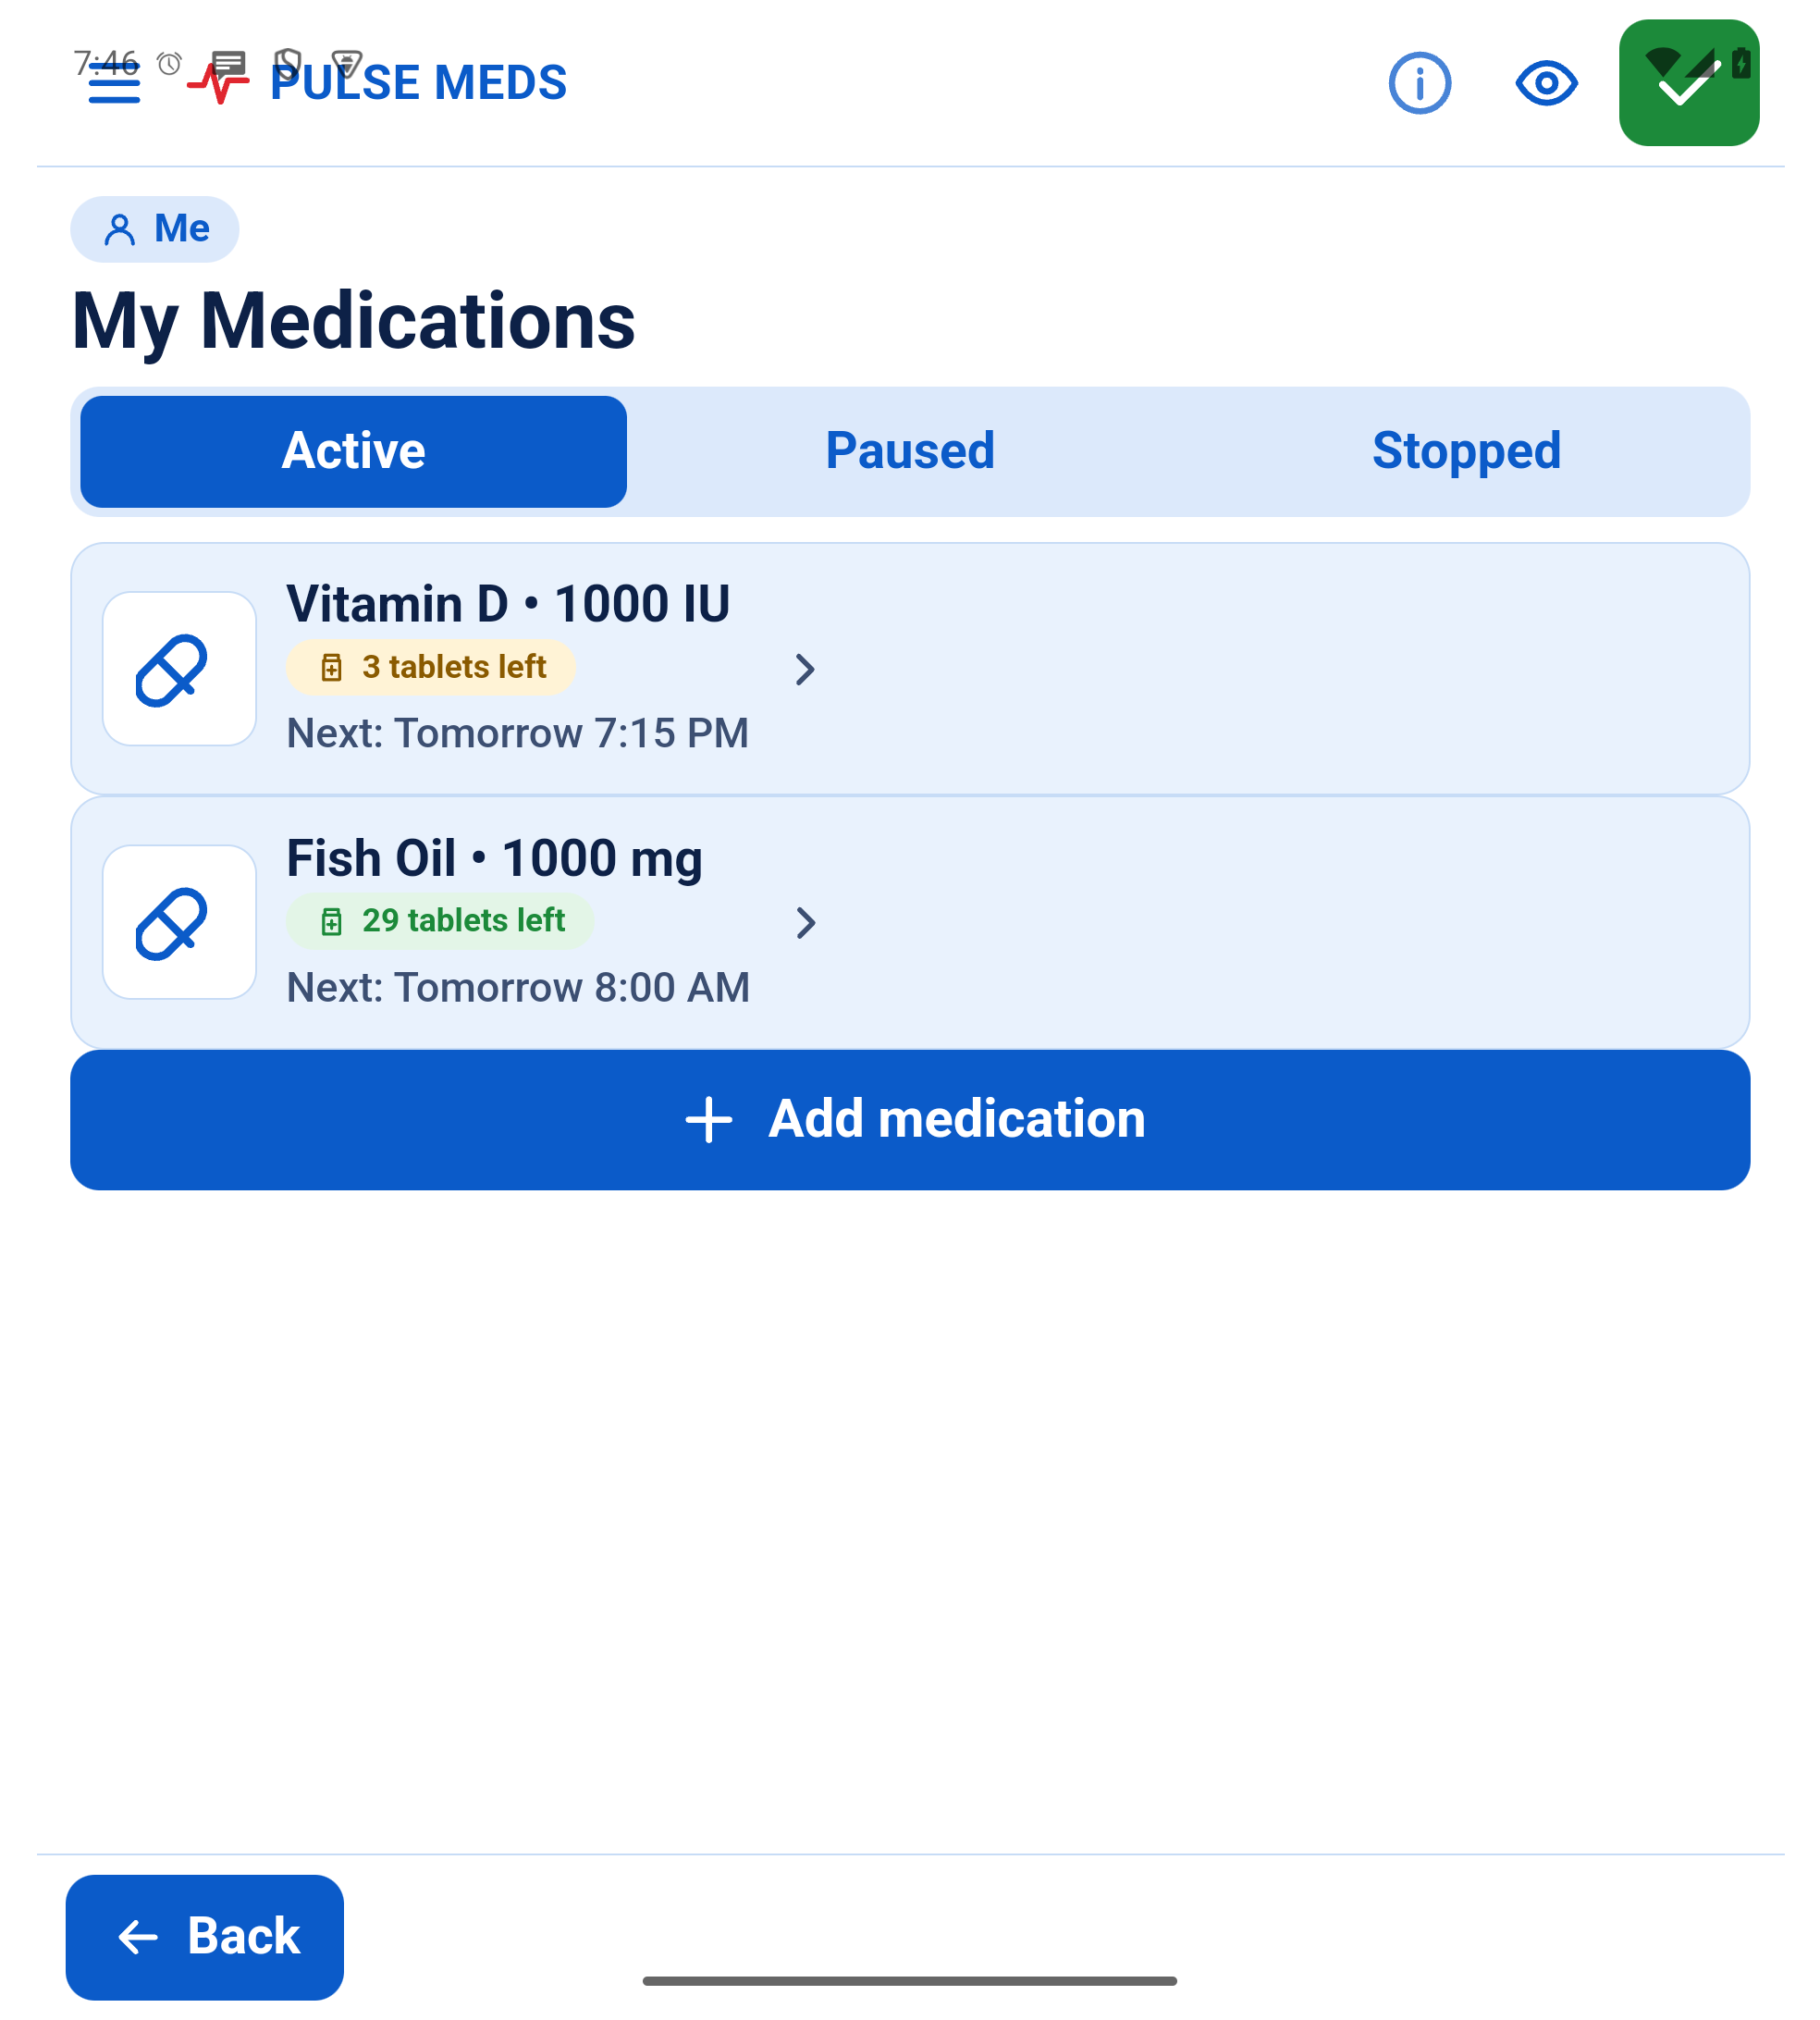 7:46
PULSE MEDS
Me
My Medications
Active
Paused
Stopped
Vitamin D • 1000 IU
3 tablets left
Next: Tomorrow 7:15 PM
Fish Oil • 1000 mg
29 tablets left
Next: Tomorrow 8:00 AM
Add medication
Back